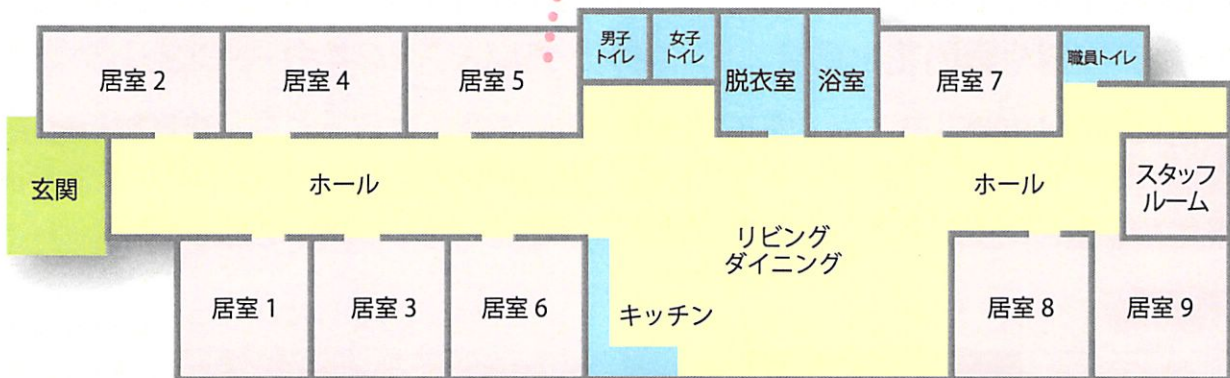 男子
トイレ
女子
トイレ
職員トイレ
居室 2
居室 4
居室 5
脱衣室
浴室
居室 7
玄関
ホール
ホール
スタッフ
ルーム
リビング
ダイニング
居室 1
居室 3
居室 6
キッチン
居室 8
居室 9